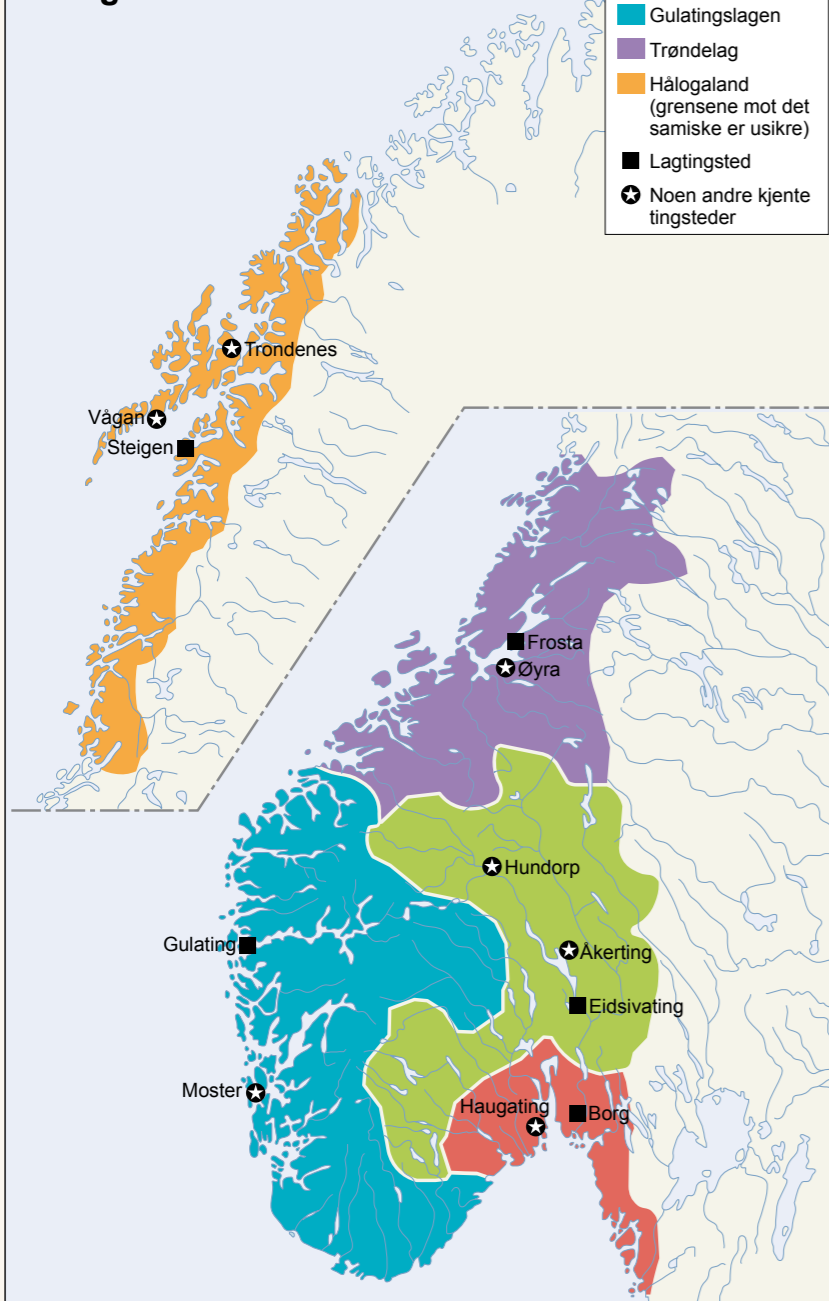 Gulatingslagen
Trøndelag
Hålogaland
(grensene mot det
samiske er usikre)
Lagtingsted
Noen andre kjente
tingsteder
Trondenes
Vågan
Steigen
Frosta
Øyra
Hundorp
Gulating
Åkerting
Eidsivating
Moster
Haugating
Borg